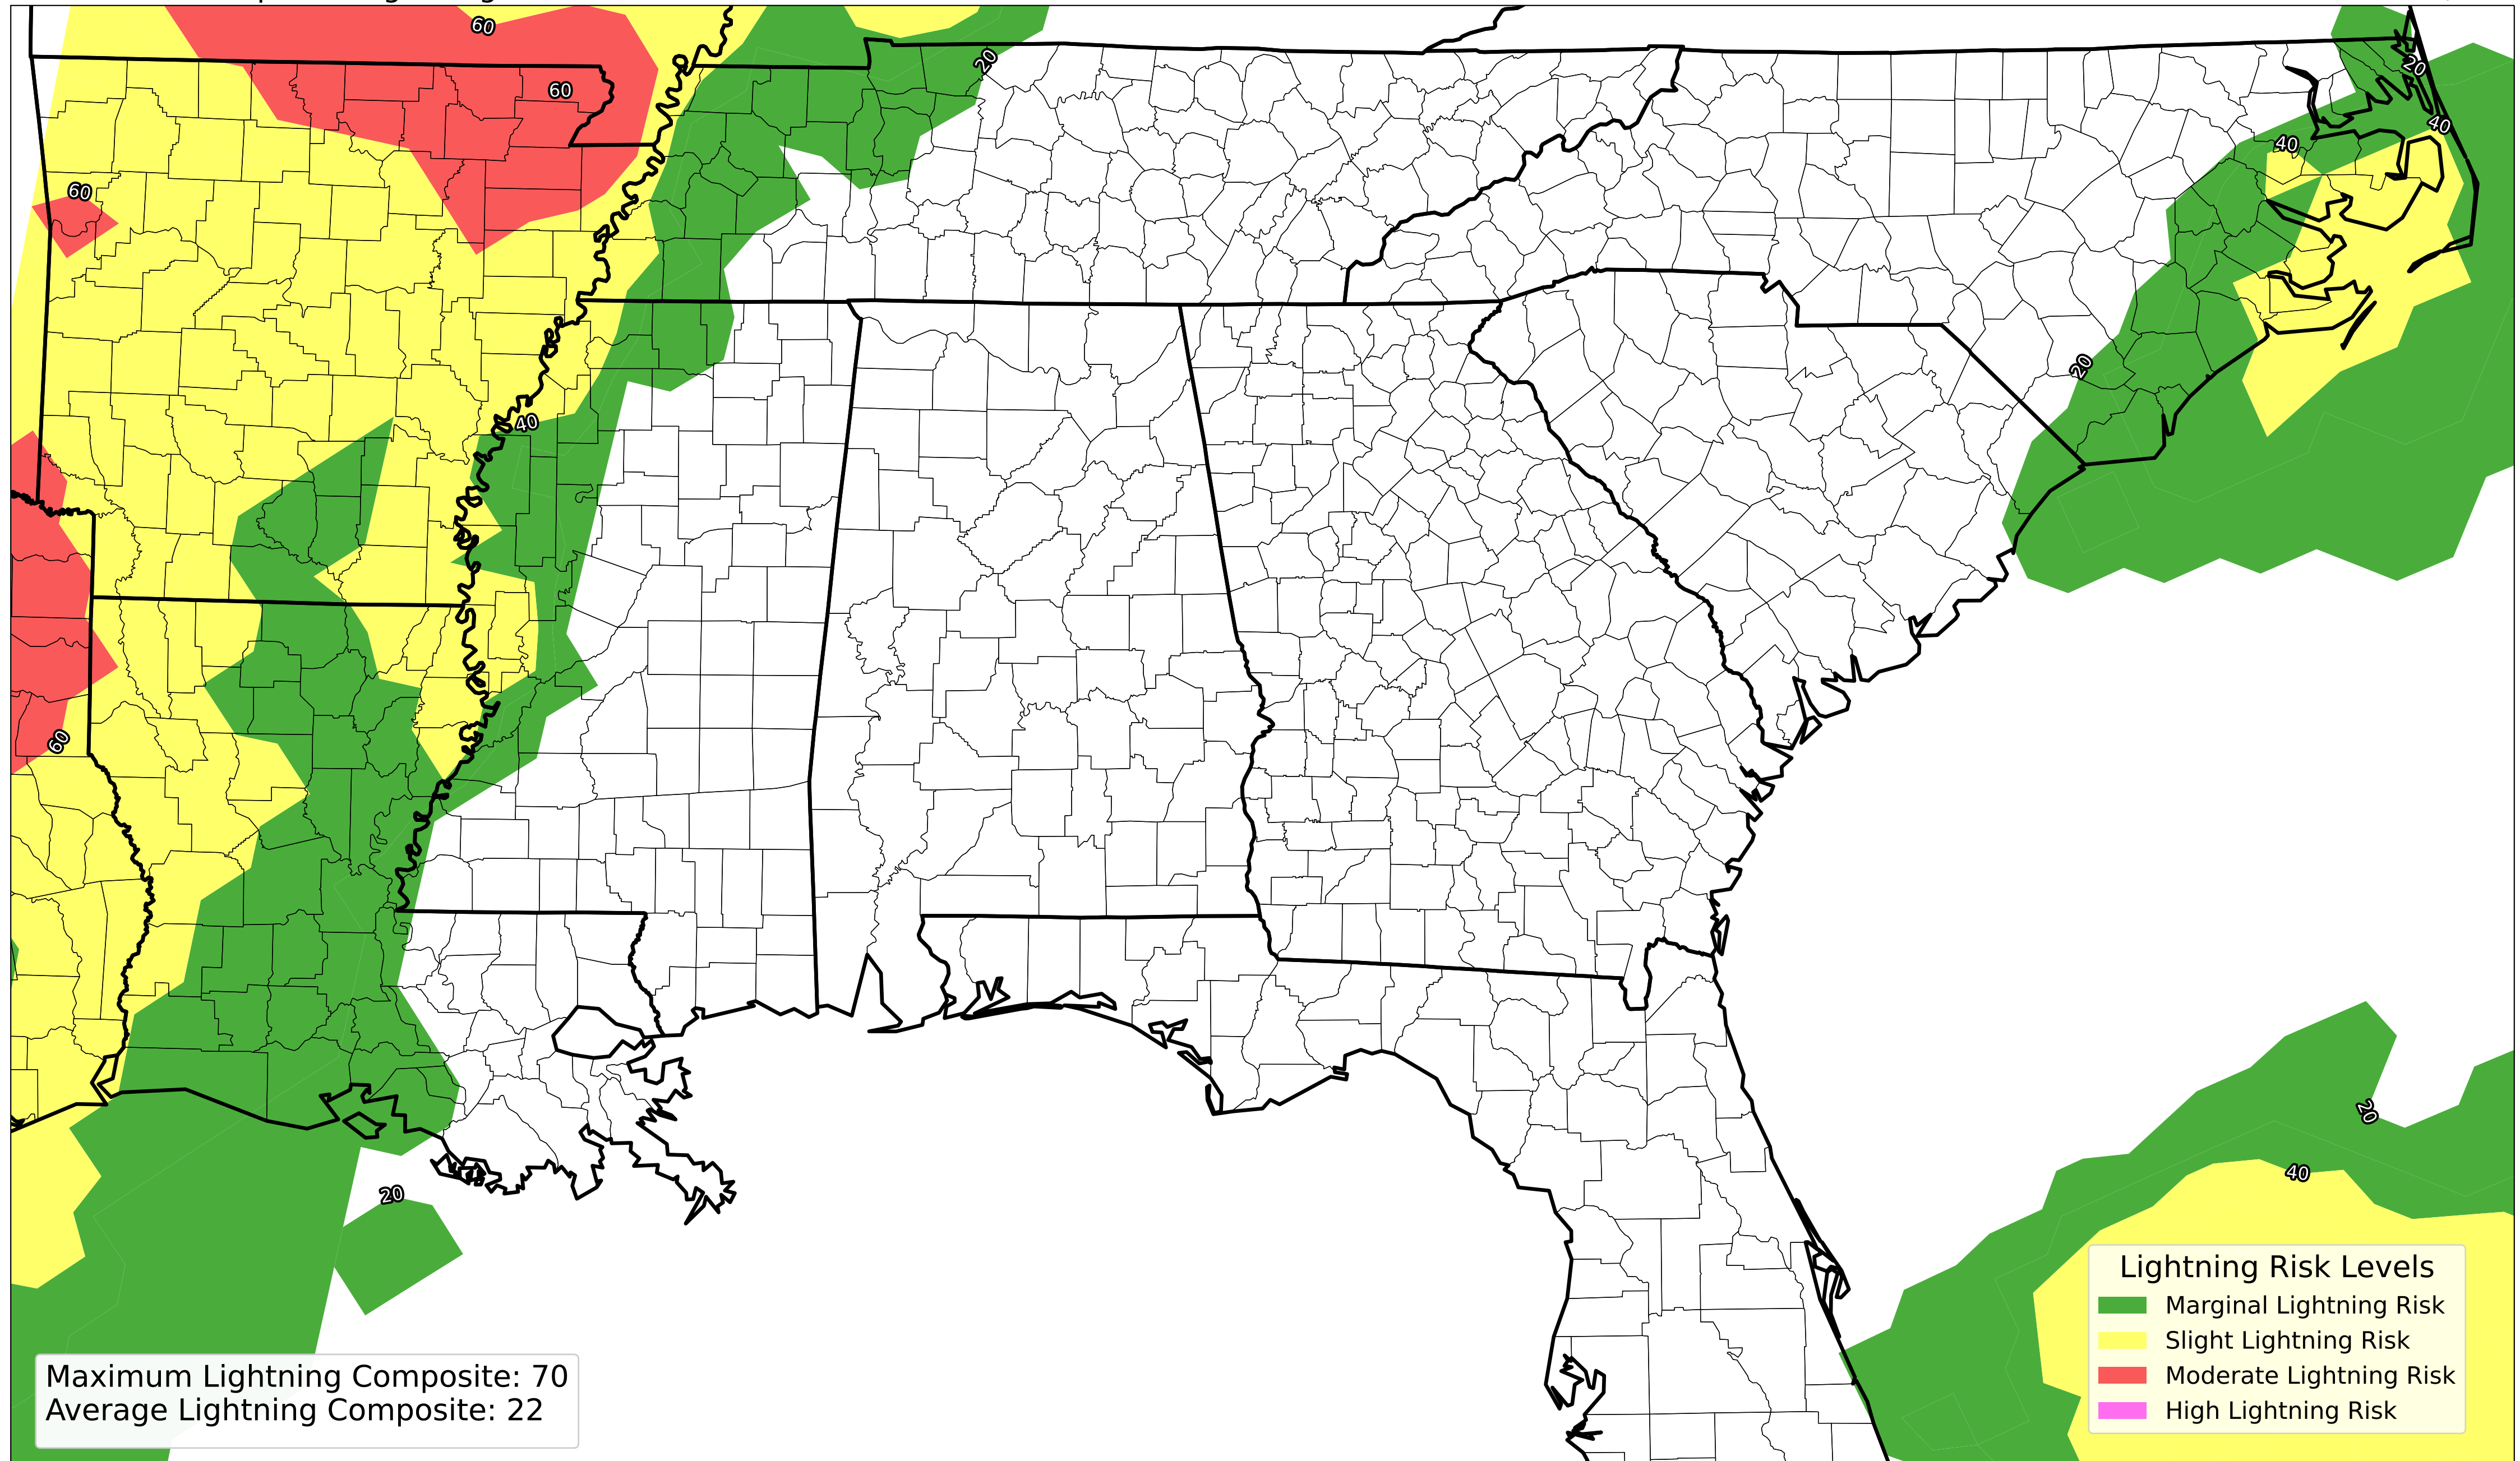 60
60
20
20
40
40
60
20
40
60
20
40
20
Lightning Risk Levels
Marginal Lightning Risk
Slight Lightning Risk
Moderate Lightning Risk
High Lightning Risk
Maximum Lightning Composite: 70
Average Lightning Composite: 22